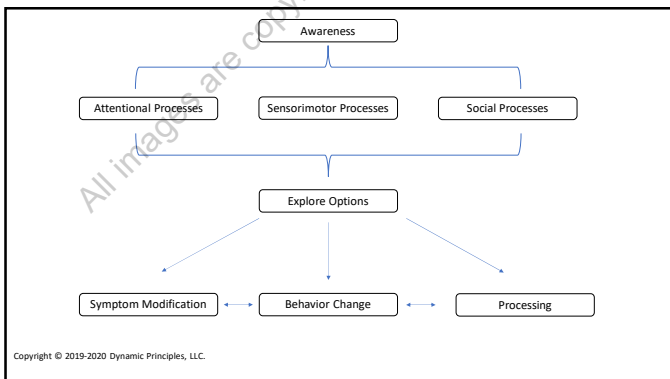 Awareness
Attentional Processes
Sensorimotor Processes
Social Processes
Explore Options
Symptom Modification
Behavior Change
Processing
All images are
Copyright © 2019-2020 Dynamic Principles, LLC.